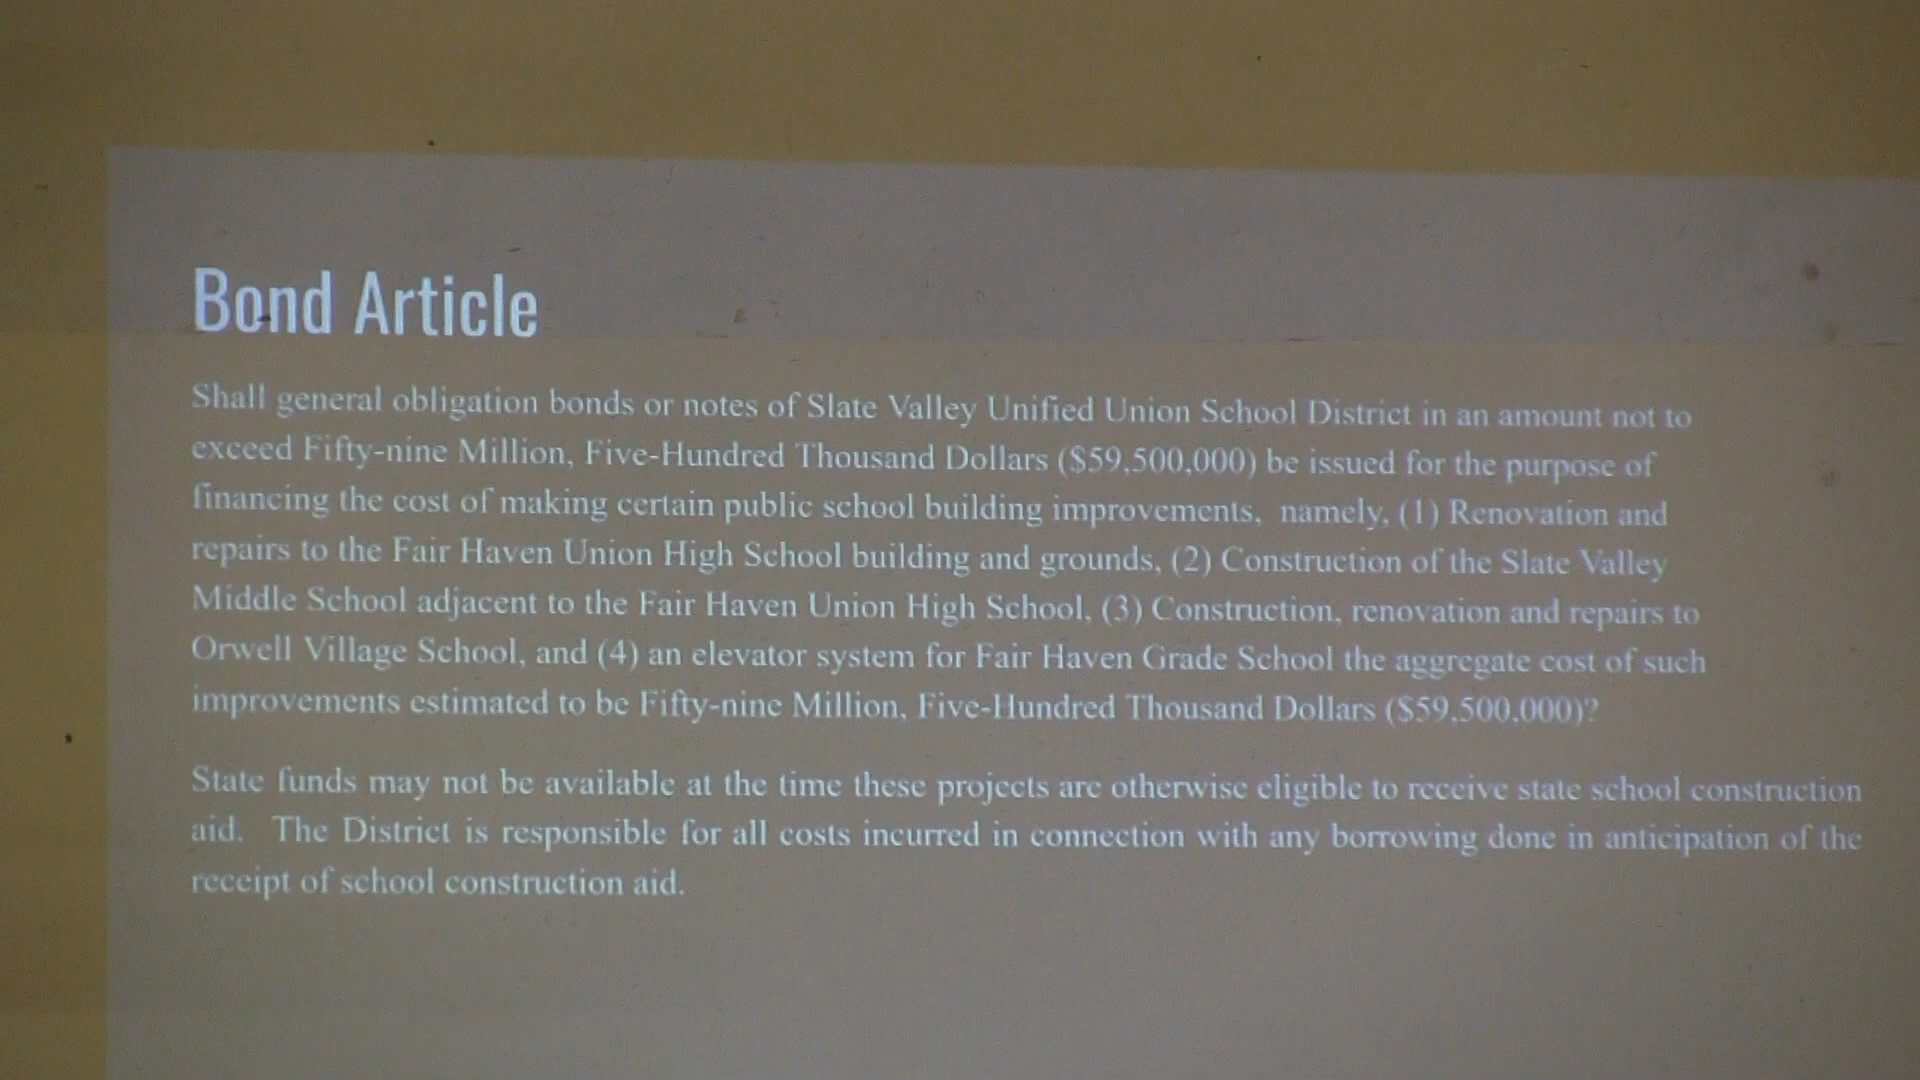 Bond Article
Shall general obligation bonds or notes of Slate Valley Unified Union School District in an amount not to
exceed Fifty-nine Million, Five-Hundred Thousand Dollars ($59,500,000) be issued for the purpose of
financing the cost of making certain public school building improvements, namely, (1) Renovation and
repairs to the Fair Haven Union High School building and grounds, (2) Construction of the Slate Valley
Middle School adjacent to the Fair Haven Union High School, (3) Construction, renovation and repairs to
Orwell Village School, and (4) an elevator system for Fair Haven Grade School the aggregate cost of such
improvements estimated to be Fifty-nine Million, Five-Hundred Thousand Dollars ($59,500,000)?
State funds may not be available at the time these projects are otherwise eligible to receive state school construction
aid. The District is responsible for all costs incurred in connection with any borrowing done in anticipation of the
receipt of school construction aid.